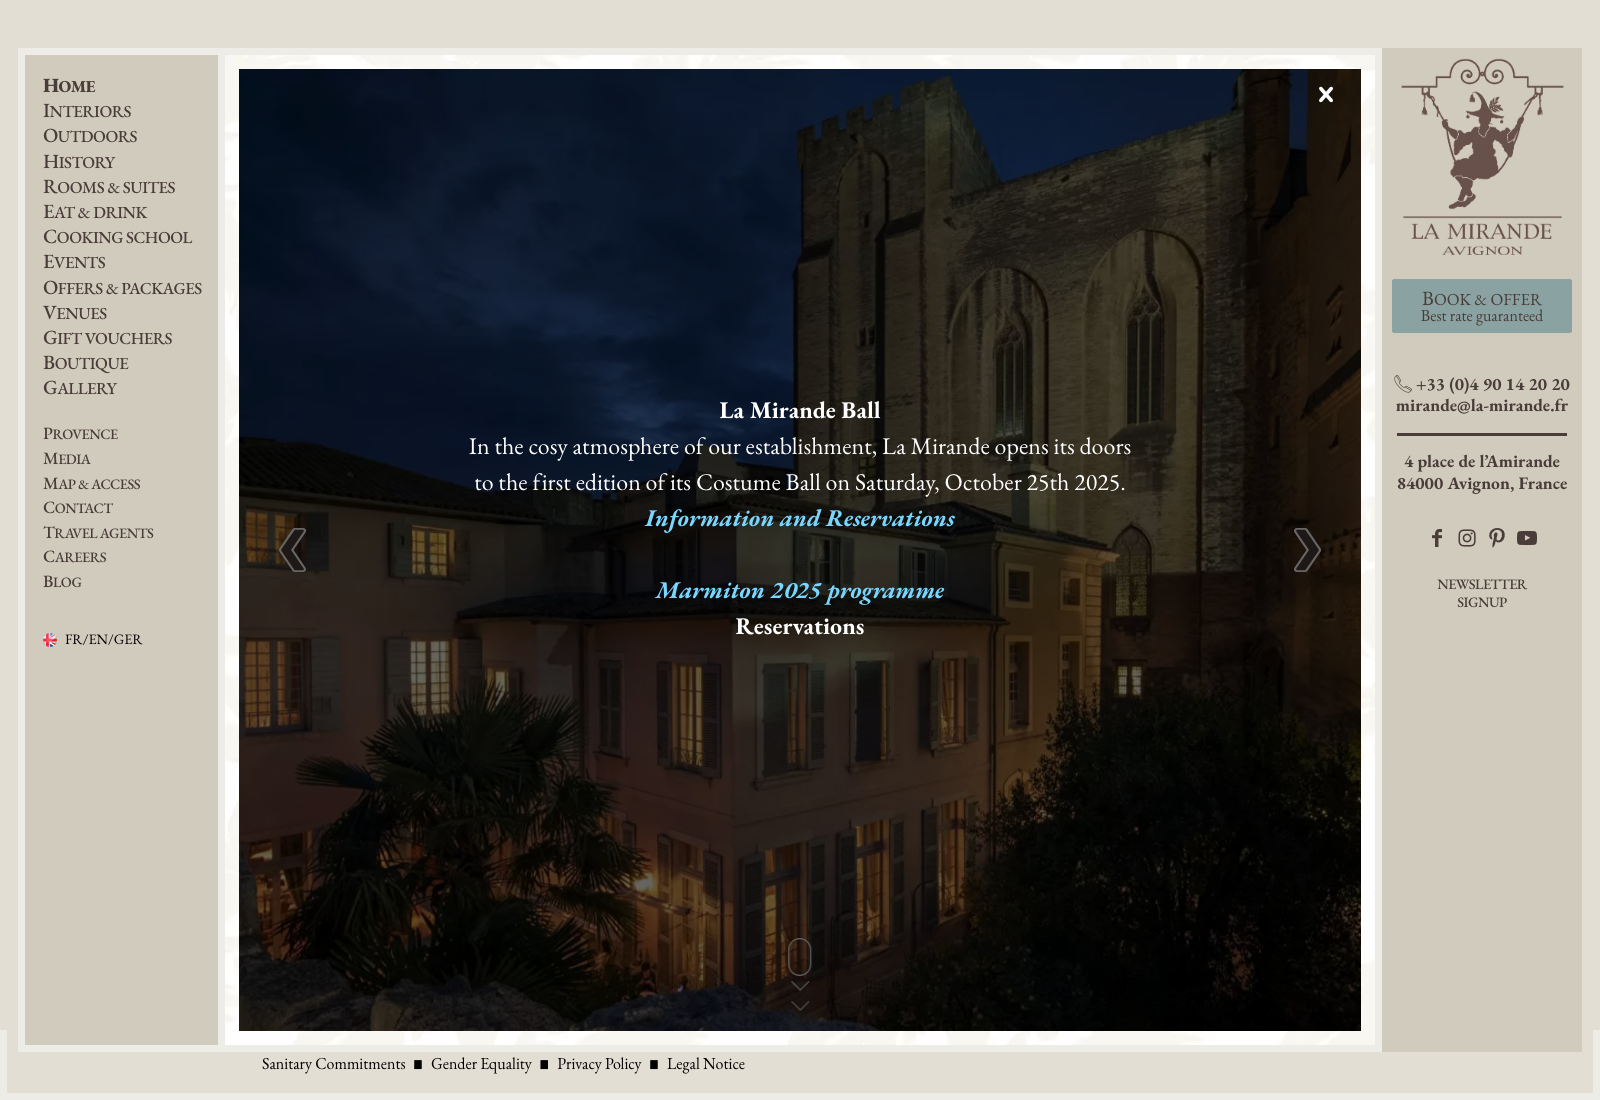 HOME
INTERIORS
OUTDOORS
HISTORY
ROOMS & SUITES
EAT & DRINK
COOKING SCHOOL
EVENTS
OFFERS & PACKAGES
VENUES
GIFT VOUCHERS
BOUTIQUE
GALLERY
PROVENCE
MEDIA
MAP & ACCESS
CONTACT
TRAVEL AGENTS
CAREERS
BLOG
FR/EN/GER
La Mirande Ball
In the cosy atmosphere of our establishment, La Mirande opens its doors
to the first edition of its Costume Ball on Saturday, October 25th 2025.
Information and Reservations
Marmiton 2025 programme
Reservations
LA MIRANDE
AVIGNON
BOOK & OFFER
Best rate guaranteed
+33 (0)4 90 14 20 20
mirande@la-mirande.fr
4 place de l’Amirande
84000 Avignon, France
NEWSLETTER
SIGNUP
Sanitary Commitments ■ Gender Equality ■ Privacy Policy ■ Legal Notice